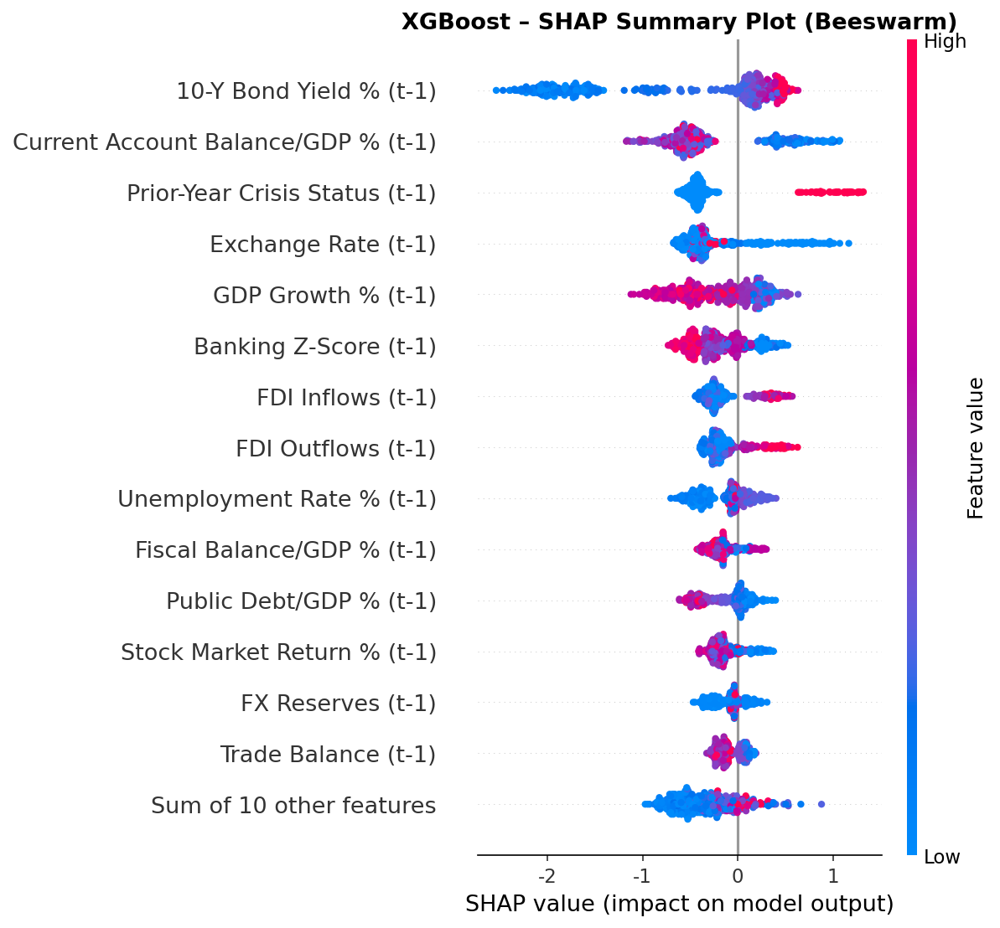 XGBoost – SHAP Summary Plot (Beeswarm)
High
10-Y Bond Yield % (t-1)
Current Account Balance/GDP % (t-1)
Prior-Year Crisis Status (t-1)
Exchange Rate (t-1)
GDP Growth % (t-1)
Banking Z-Score (t-1)
FDI Inflows (t-1)
FDI Outflows (t-1)
Unemployment Rate % (t-1)
Fiscal Balance/GDP % (t-1)
Public Debt/GDP % (t-1)
Stock Market Return % (t-1)
FX Reserves (t-1)
Trade Balance (t-1)
Sum of 10 other features
Feature value
Low
-2 -1 0 1
SHAP value (impact on model output)